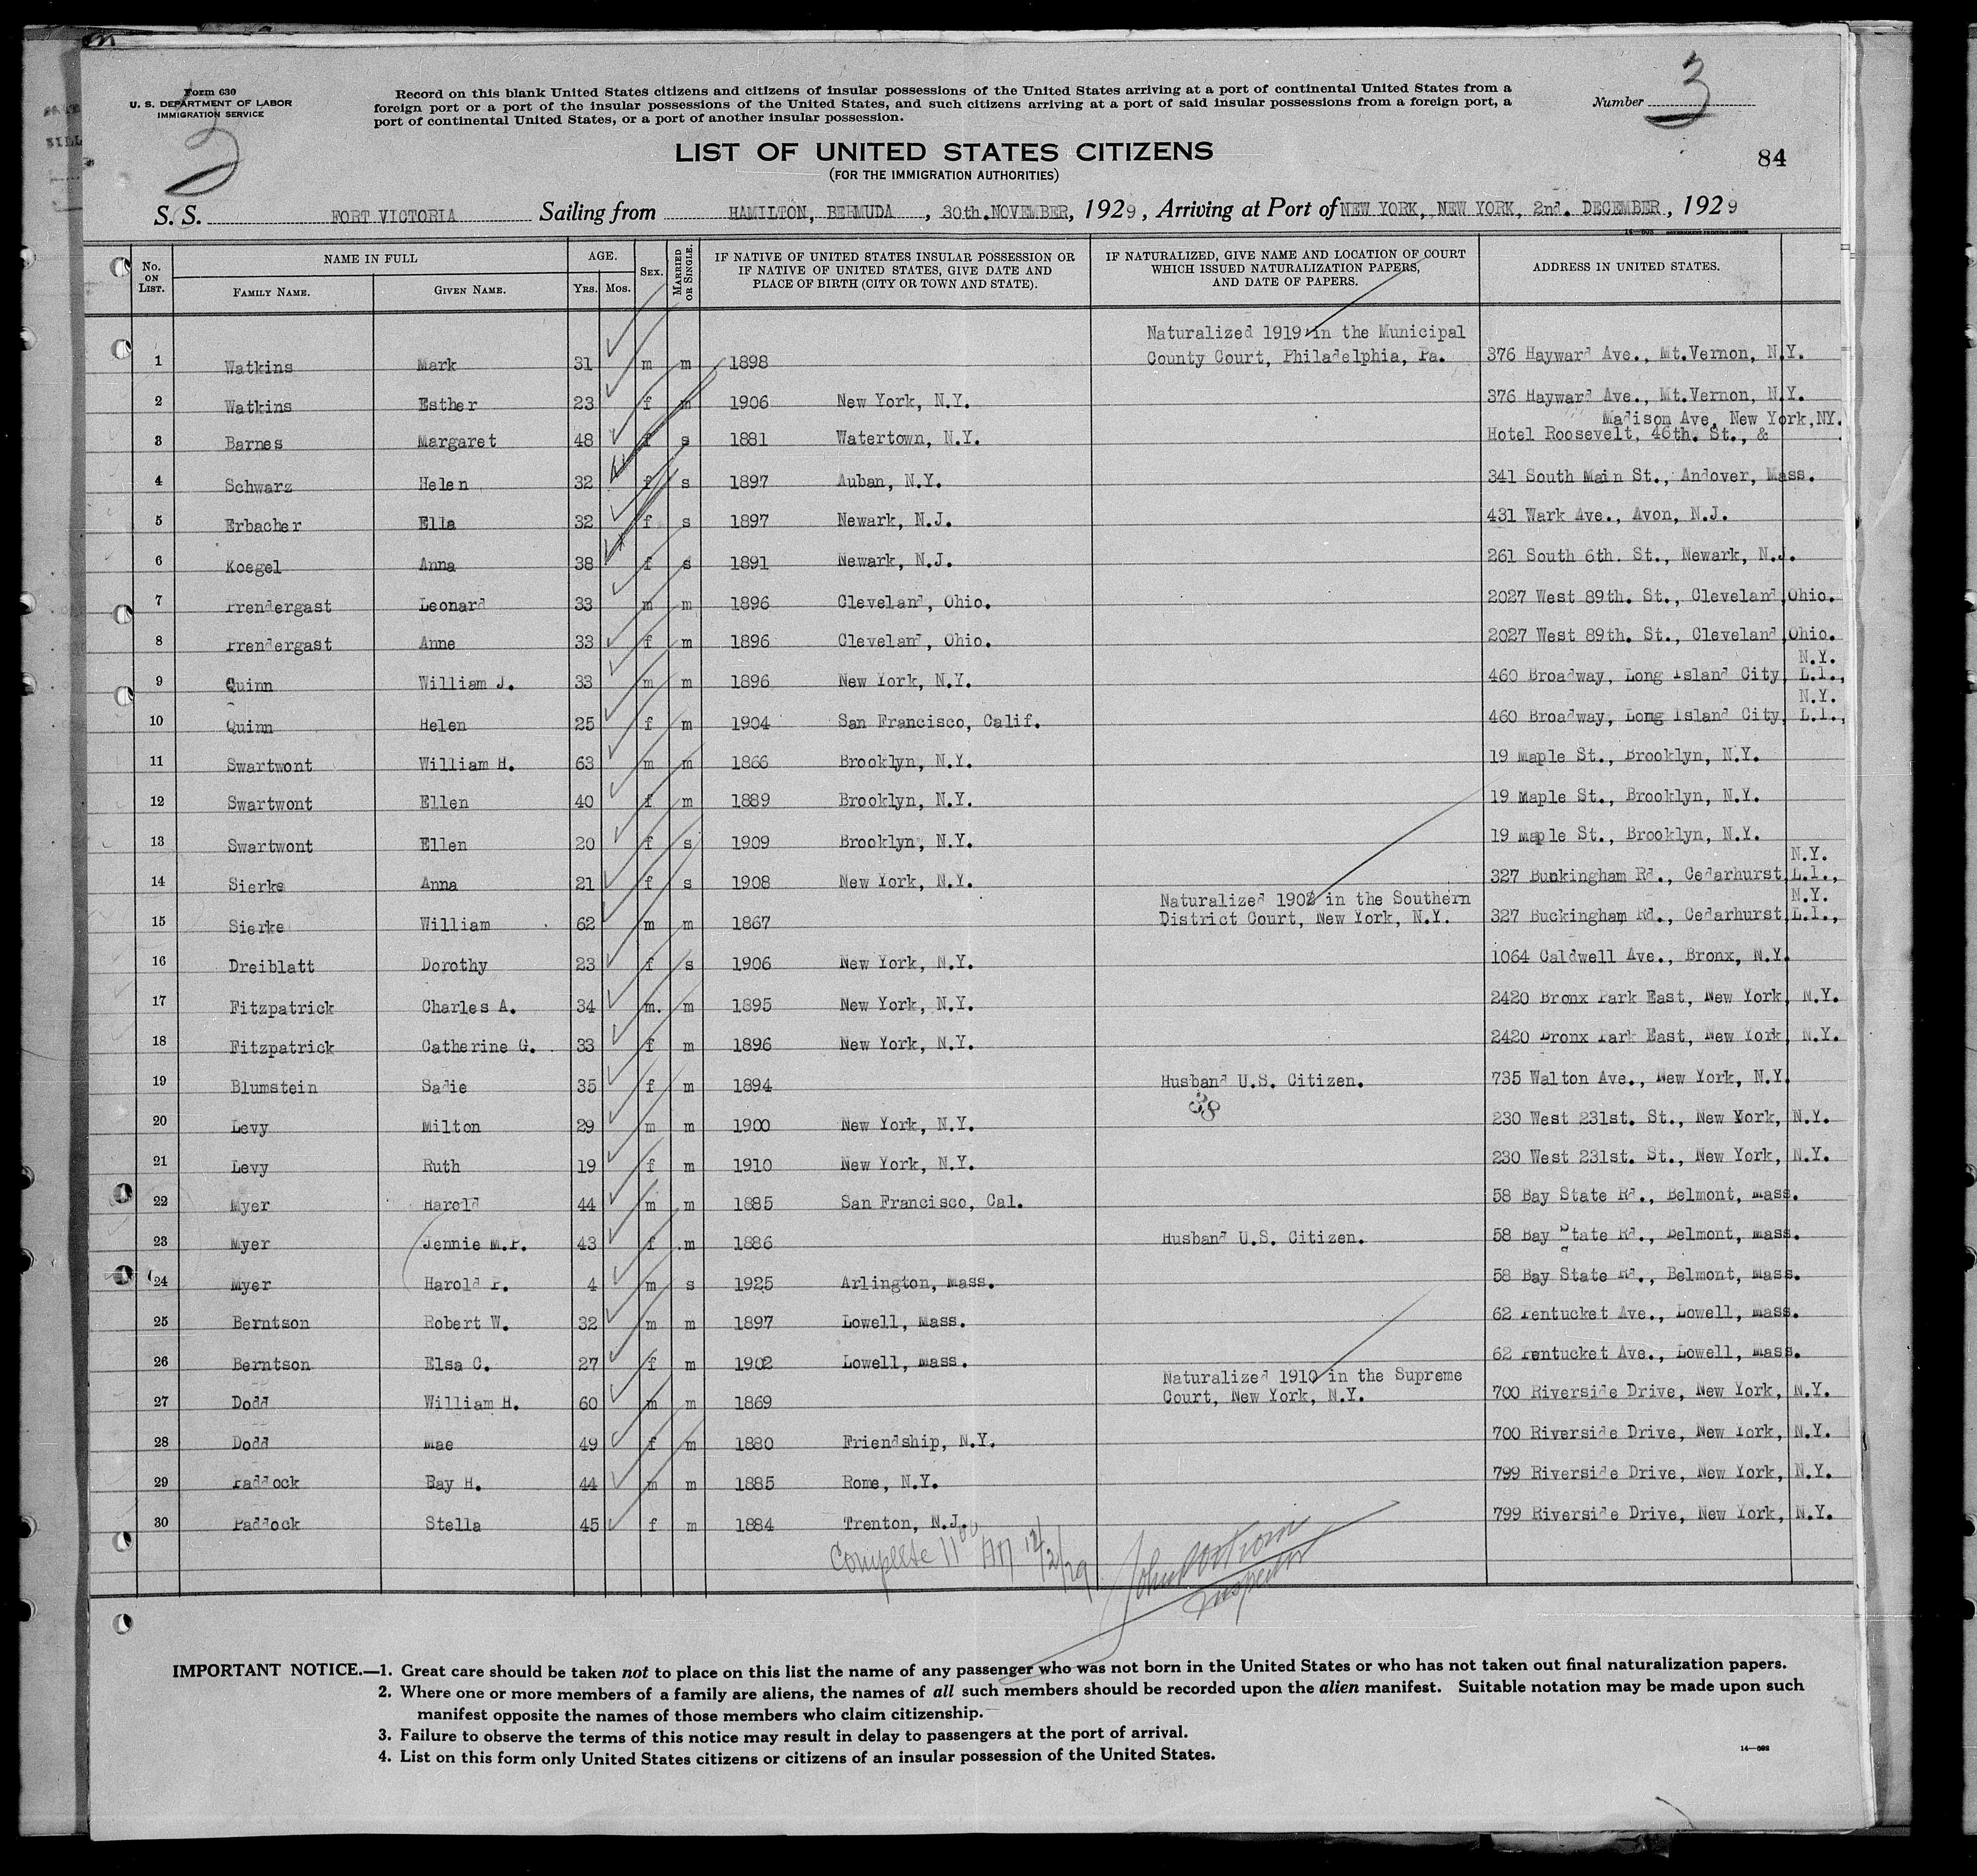 Form 630
U. S. DEPARTMENT OF LABOR
IMMIGRATION SERVICE
2
Record on this blank United States citizens and citizens of insular possessions of the United States arriving at a port of continental United States from a
foreign port or a port of the insular possessions of the United States, and such citizens arriving at a port of said insular possessions from a foreign port, a
port of continental United States, or a port of another insular possession.
Number 3
LIST OF UNITED STATES CITIZENS
(FOR THE IMMIGRATION AUTHORITIES)
84
S. S. FORT VICTORIA Sailing from HAMILTON, BERMUDA, 30th.NOVEMBER, 1929, Arriving at Port of NEW YORK, NEW YORK, 2nd. DECEMBER, 1929
No. ON LIST. NAME IN FULL FAMILY NAME. GIVEN NAME. AGE. YRS. MOS. SEX. MARRIED OR SINGLE. IF NATIVE OF UNITED STATES INSULAR POSSESSION OR IF NATIVE OF UNITED STATES, GIVE DATE AND PLACE OF BIRTH (CITY OR TOWN AND STATE). IF NATURALIZED, GIVE NAME AND LOCATION OF COURT WHICH ISSUED NATURALIZATION PAPERS, AND DATE OF PAPERS. ADDRESS IN UNITED STATES.
1 Watkins Mark 31 m m 1898 Naturalized 1919 in the Municipal County Court, Philadelphia, Pa. 376 Hayward Ave., Mt.Vernon, N.Y.
2 Watkins Esther 23 f m 1906 New York, N.Y. 376 Hayward Ave., Mt.Vernon, N.Y.
3 Barnes Margaret 48 f s 1881 Watertown, N.Y. Madison Ave, New York,NY. Hotel Roosevelt, 46th. St., &
4 Schwarz Helen 32 f s 1897 Auban, N.Y. 341 South Main St., Andover, Mass.
5 Erbacher Ella 32 f s 1897 Newark, N.J. 431 Wark Ave., Avon, N.J.
6 Koegel Anna 38 f s 1891 Newark, N.J. 261 South 6th. St., Newark, N.J.
7 Prendergast Leonard 33 m m 1896 Cleveland, Ohio. 2027 West 89th. St., Cleveland,Ohio.
8 Prendergast Anne 33 f m 1896 Cleveland, Ohio. 2027 West 89th. St., Cleveland,Ohio.
9 Quinn William J. 33 m m 1896 New York, N.Y. 460 Broadway, Long Island City, L.I., N.Y.
10 Quinn Helen 25 f m 1904 San Francisco, Calif. 460 Broadway, Long Island City, L.I., N.Y.
11 Swartwont William H. 63 m m 1866 Brooklyn, N.Y. 19 Maple St., Brooklyn, N.Y.
12 Swartwont Ellen 40 f m 1889 Brooklyn, N.Y. 19 Maple St., Brooklyn, N.Y.
13 Swartwont Ellen 20 f s 1909 Brooklyn, N.Y. 19 Maple St., Brooklyn, N.Y.
14 Sierke Anna 21 f s 1908 New York, N.Y. 327 Bunkingham Rd., Cedarhurst,L.I., N.Y.
15 Sierke William 62 m m 1867 Naturalized 1902 in the Southern District Court, New York, N.Y. 327 Buckingham Rd., Cedarhurst,L.I., N.Y.
16 Dreiblatt Dorothy 23 f s 1906 New York, N.Y. 1064 Caldwell Ave., Bronx, N.Y.
17 Fitzpatrick Charles A. 34 m. m 1895 New York, N.Y. 2420 Bronx Park East, New York, N.Y.
18 Fitzpatrick Catherine G. 33 f m 1896 New York, N.Y. 2420 Bronx Park East, New York, N.Y.
19 Blumstein Sadie 35 f m 1894 Husband U.S. Citizen. 735 Walton Ave., New York, N.Y.
38
20 Levy Milton 29 m m 1900 New York, N.Y. 230 West 231st. St., New York, N.Y.
21 Levy Ruth 19 f m 1910 New York, N.Y. 230 West 231st. St., New York, N.Y.
22 Myer Harold 44 m m 1885 San Francisco, Cal. 58 Bay State Rd., Belmont, Mass.
23 Myer Jennie M.P. 43 f m 1886 Husband U.S. Citizen. 58 Bay State Rd., Belmont, Mass.
24 Myer Harold P. 4 m s 1925 Arlington, Mass. 58 Bay State Rd., Belmont, Mass.
25 Berntson Robert W. 32 m m 1897 Lowell, Mass. 62 Pentucket Ave., Lowell, Mass.
26 Berntson Elsa C. 27 f m 1902 Lowell, Mass. 62 Pentucket Ave., Lowell, Mass.
27 Dodd William H. 60 m m 1869 Naturalized 1910 in the Supreme Court, New York, N.Y. 700 Riverside Drive, New York, N.Y.
28 Dodd Mae 49 f m 1880 Friendship, N.Y. 700 Riverside Drive, New York, N.Y.
29 Paddock Bay H. 44 m m 1885 Rome, N.Y. 799 Riverside Drive, New York, N.Y.
30 Paddock Stella 45 f m 1884 Trenton, N.J. 799 Riverside Drive, New York, N.Y.
Complete 11 00 AM 12/2/29
Inspector
IMPORTANT NOTICE.—1. Great care should be taken not to place on this list the name of any passenger who was not born in the United States or who has not taken out final naturalization papers.
2. Where one or more members of a family are aliens, the names of all such members should be recorded upon the alien manifest. Suitable notation may be made upon such
manifest opposite the names of those members who claim citizenship.
3. Failure to observe the terms of this notice may result in delay to passengers at the port of arrival.
4. List on this form only United States citizens or citizens of an insular possession of the United States.